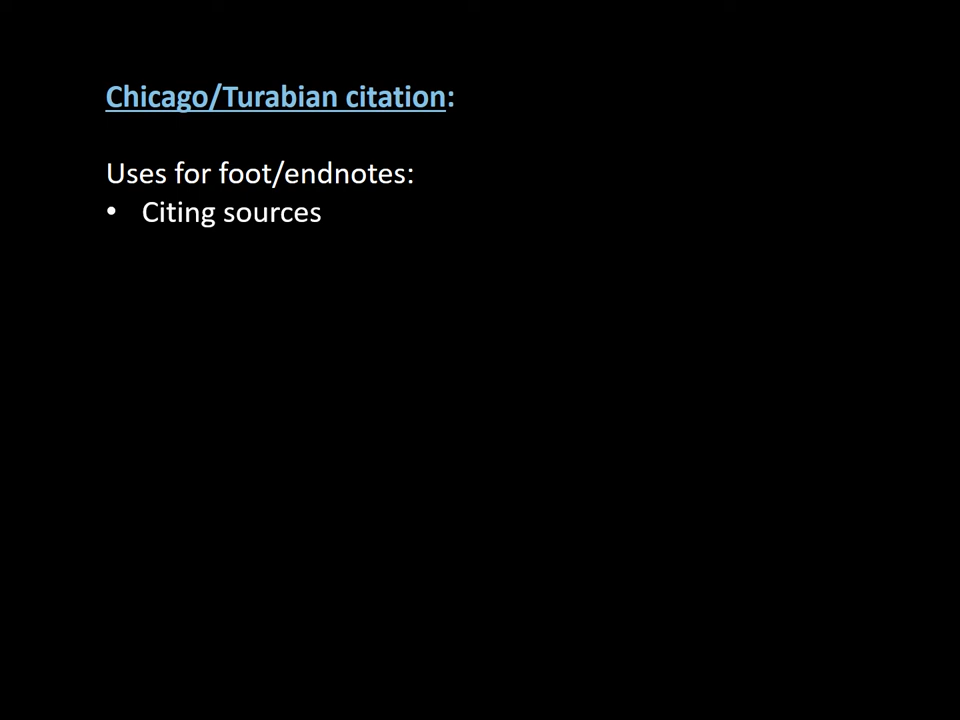 Chicago/Turabian citation:
Uses for foot/endnotes:
• Citing sources